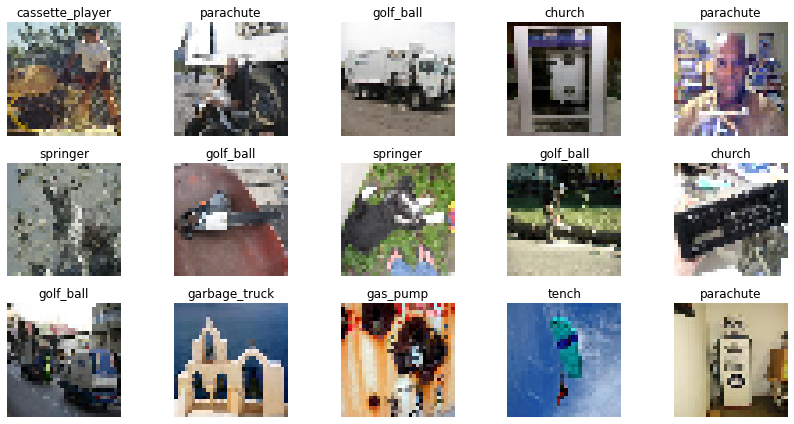 cassette_player parachute golf_ball church parachute
springer golf_ball springer golf_ball church
golf_ball garbage_truck gas_pump tench parachute